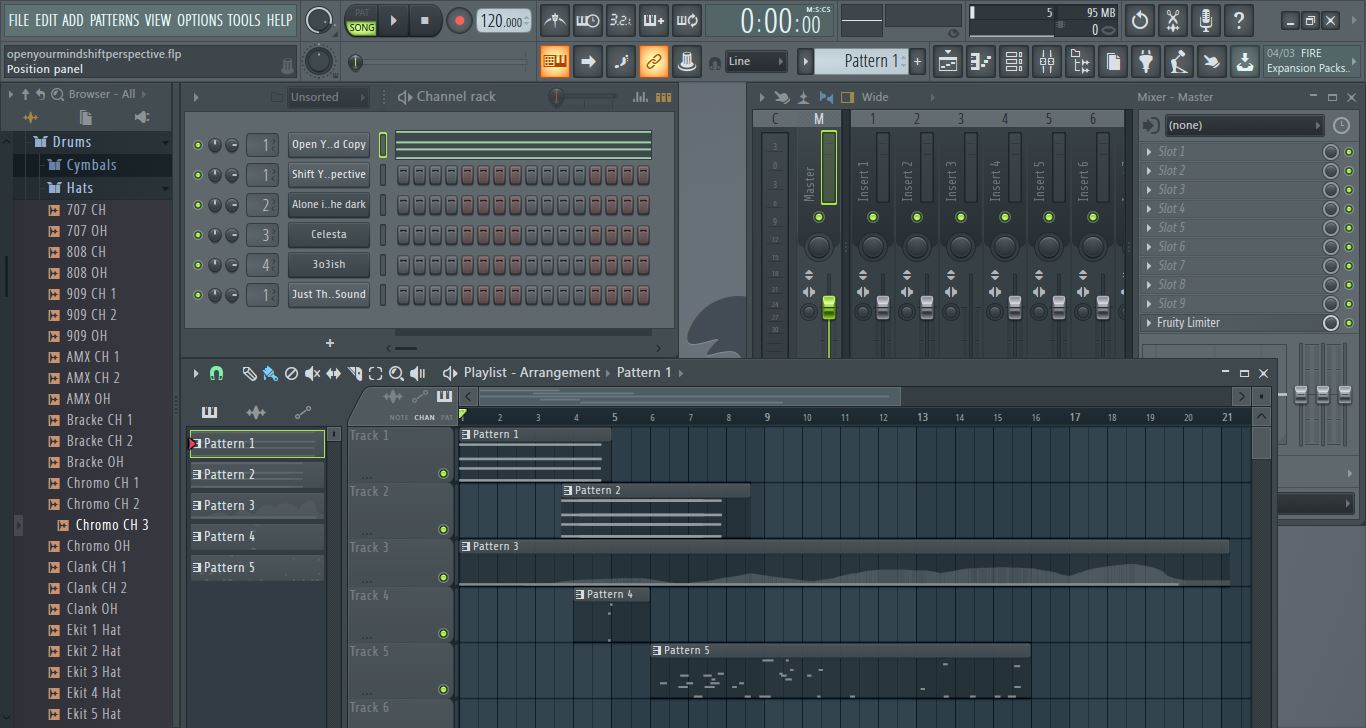 FILE EDIT ADD PATTERNS VIEW OPTIONS TOOLS HELP
PAT
SONG
120.000
3.2.
0:00:00
M:S:CS
5
95 MB
0
openyourmindshiftperspective.flp
Position panel
Line
Pattern 1
+
04/03 FIRE
Expansion Packs..
Browser - All
Unsorted
Channel rack
Wide
Mixer - Master
Drums
Cymbals
Hats
707 CH
707 OH
808 CH
808 OH
909 CH 1
909 CH 2
909 OH
AMX CH 1
AMX CH 2
AMX OH
Bracke CH 1
Bracke CH 2
Bracke OH
Chromo CH 1
Chromo CH 2
Chromo CH 3
Chromo OH
Clank CH 1
Clank CH 2
Clank OH
Ekit 1 Hat
Ekit 2 Hat
Ekit 3 Hat
Ekit 4 Hat
Ekit 5 Hat
1 Open Y..d Copy
1 Shift Y..pective
2 Alone i..he dark
3 Celesta
4 3o3ish
1 Just Th..Sound
+
C M 1 2 3 4 5 6
Master
Insert 1
Insert 2
Insert 3
Insert 4
Insert 5
Insert 6
(none)
Slot 1
Slot 2
Slot 3
Slot 4
Slot 5
Slot 6
Slot 7
Slot 8
Slot 9
Fruity Limiter
Playlist - Arrangement Pattern 1
NOTE CHAN PAT
2 3 4 5 6 7 8 9 10 11 12 13 14 15 16 17 18 19 20 21
Pattern 1
Pattern 2
Pattern 3
Pattern 4
Pattern 5
Track 1
Pattern 1
Track 2
Pattern 2
Track 3
Pattern 3
Track 4
Pattern 4
Track 5
Pattern 5
Track 6